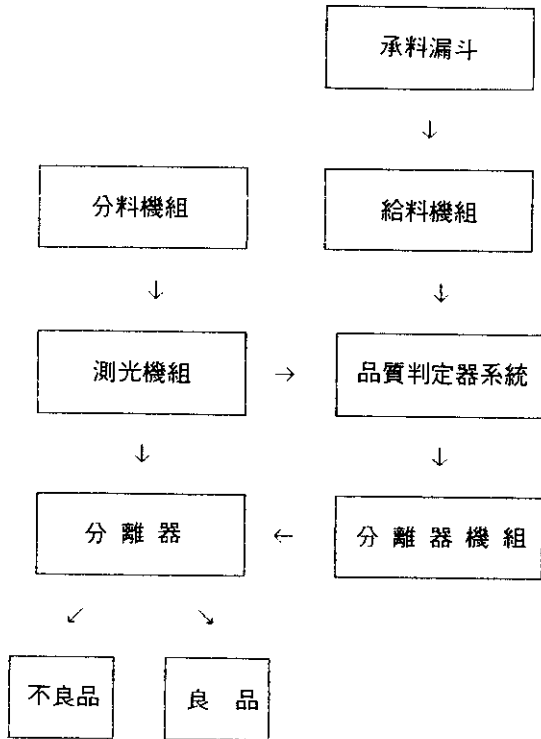 承料漏斗
↓
分料機組 給料機組
↓ ↓
測光機組 → 品質判定器系統
↓ ↓
分離器 ← 分離器機組
↙ ↘
不良品 良品